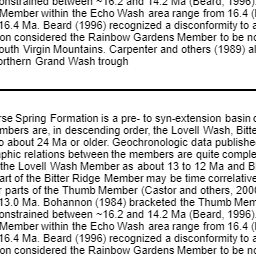 onstrained between ~16.2 and 14.2 Ma (Beard, 1996).
Member within the Echo Wash area range from 16.4 (
16.4 Ma. Beard (1996) recognized a disconformity to a
on considered the Rainbow Gardens Member to be no
outh Virgin Mountains. Carpenter and others (1989) al
orthern Grand Wash trough
rse Spring Formation is a pre- to syn-extension basin
mbers are, in descending order, the Lovell Wash, Bitte
o about 24 Ma or older. Geochronologic data publishe
phic relations between the members are quite comple
the Lovell Wash Member as about 13 to 12 Ma and B
art of the Bitter Ridge Member may be time correlative
r parts of the Thumb Member (Castor and others, 200
13.0 Ma. Bohannon (1984) bracketed the Thumb Mem
onstrained between ~16.2 and 14.2 Ma (Beard, 1996).
Member within the Echo Wash area range from 16.4 (
16.4 Ma. Beard (1996) recognized a disconformity to a
on considered the Rainbow Gardens Member to be no